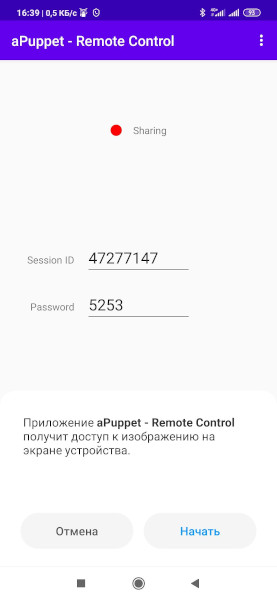 16:39 | 0,5 КБ/с
93
aPuppet - Remote Control
Sharing
Session ID 47277147
Password 5253
Приложение aPuppet - Remote Control
получит доступ к изображению на
экране устройства.
Отмена Начать